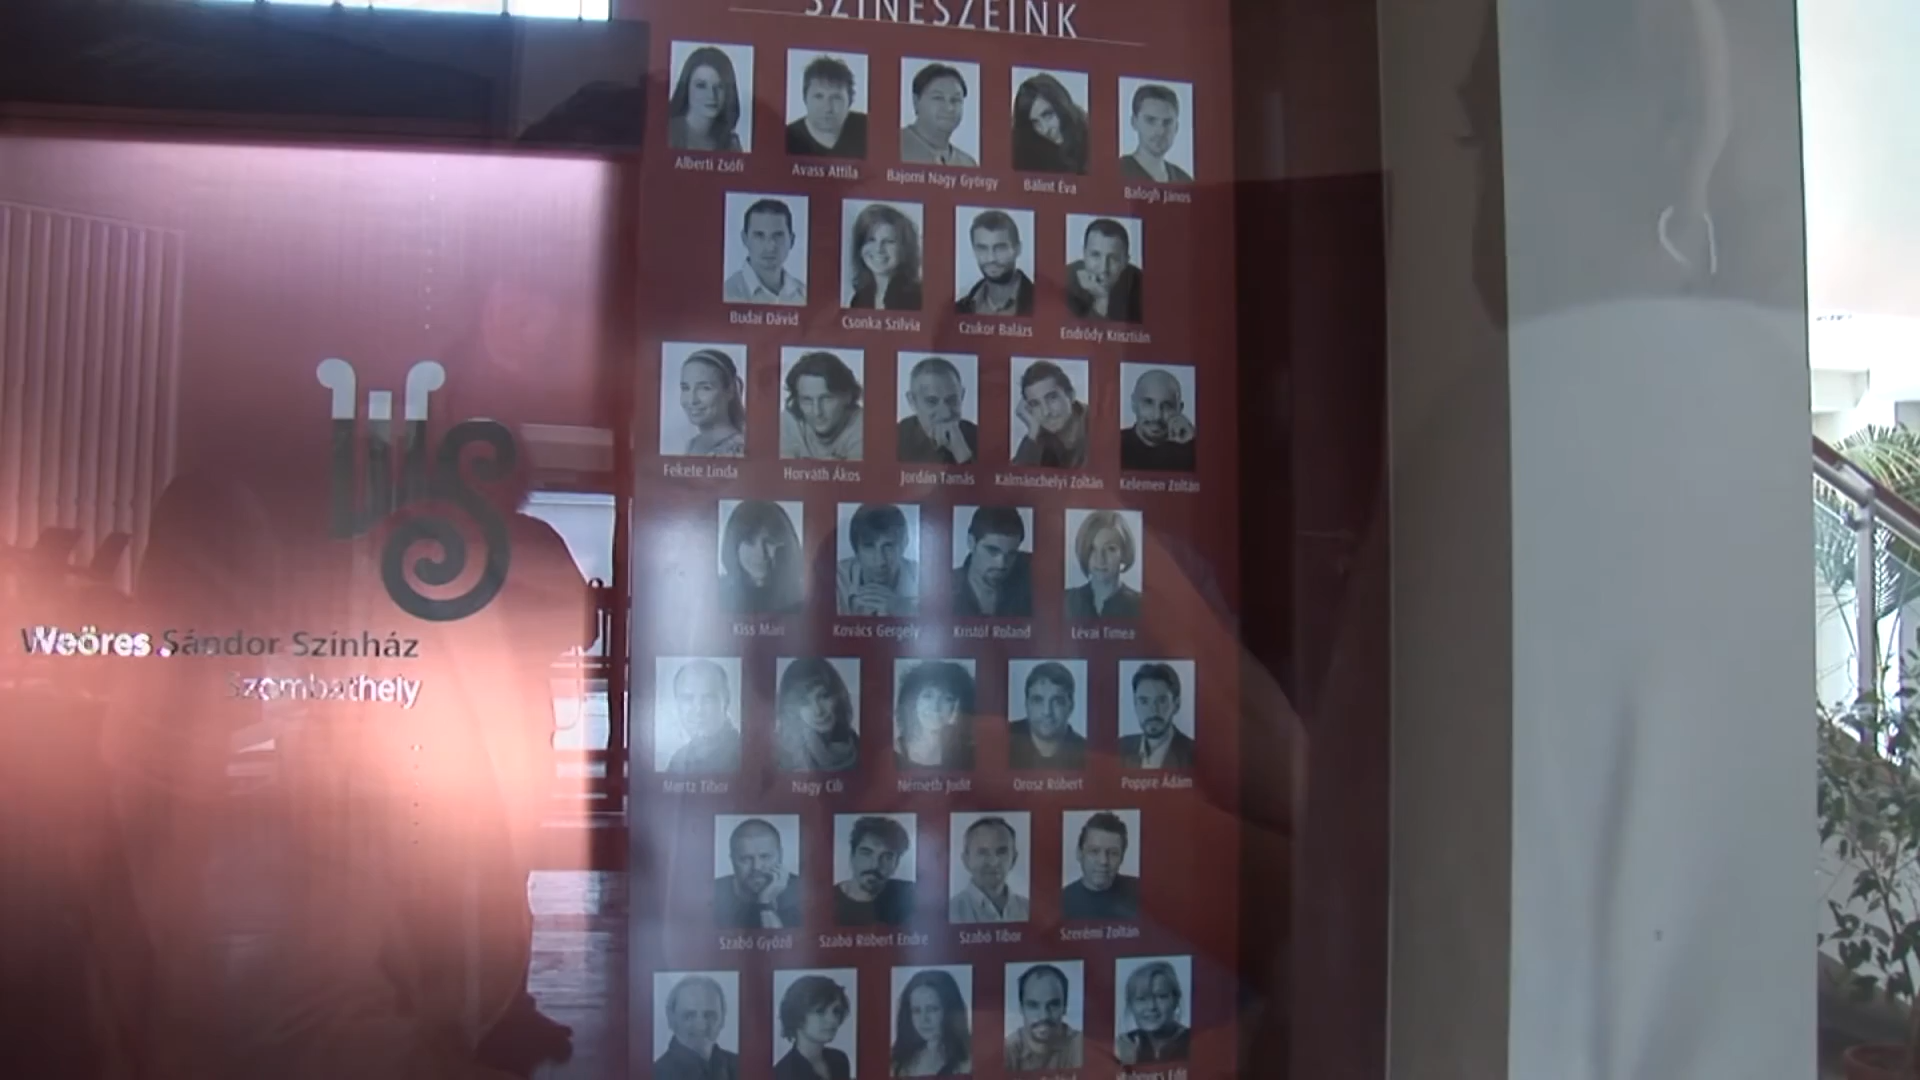 SZÍNÉSZEINK
Alberti Zsófi
Avass Attila
Bajomi Nagy György
Bálint Éva
Balogh János
Budai Dávid
Csonka Szilvia
Czukor Balázs
Endrődy Krisztián
Fekete Linda
Horváth Ákos
Jordán Tamás
Kálmánchelyi Zoltán
Kelemen Zoltán
WS
Kiss Mari
Kovács Gergely
Kristóf Roland
Lévai Tímea
Weöres Sándor Színház
Szombathely
Mertz Tibor
Nagy Cili
Németh Judit
Orosz Róbert
Poppre Ádám
Szabó Győző
Szabó Róbert Endre
Szabó Tibor
Szerémi Zoltán